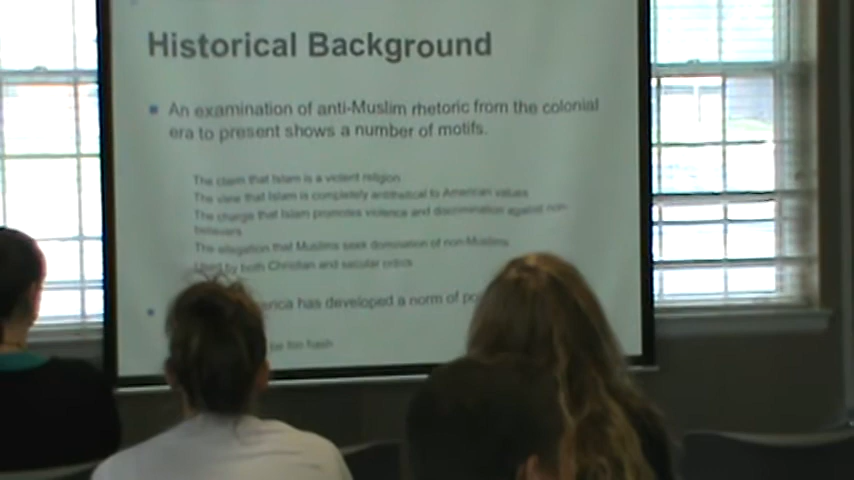 Historical Background
An examination of anti-Muslim rhetoric from the colonial
era to present shows a number of motifs.
The claim that Islam is a violent religion
The view that Islam is completely antithetical to American values
The charge that Islam promotes violence and discrimination against non-
believers
The allegation that Muslims seek domination of non-Muslims
Used by both Christian and secular critics
has developed a norm of